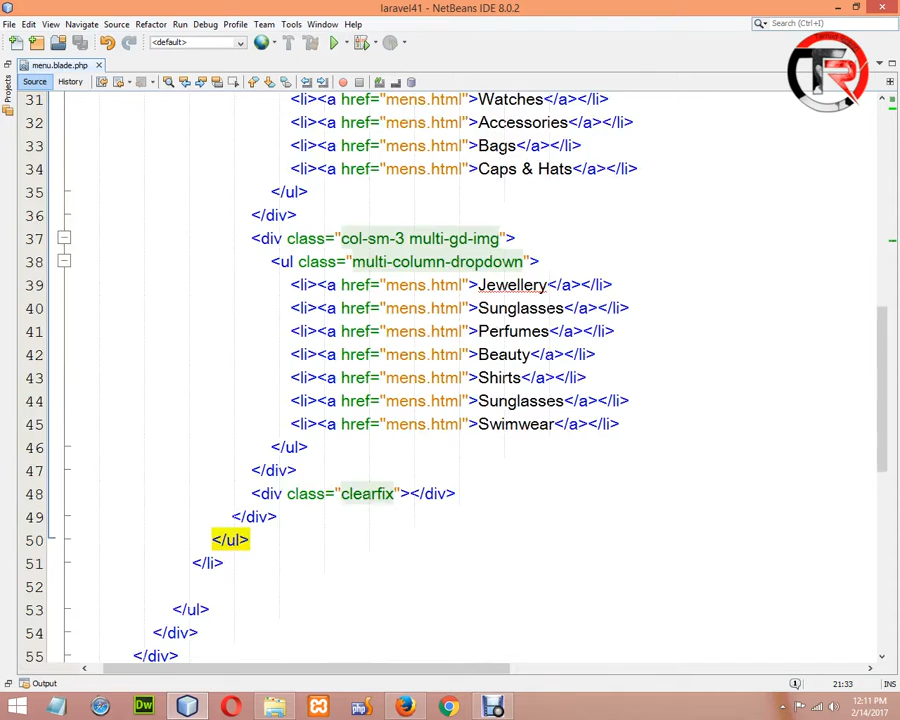 laravel41 - NetBeans IDE 8.0.2
File Edit View Navigate Source Refactor Run Debug Profile Team Tools Window Help
Search (Ctrl+I)
<default>
menu.blade.php
Source History
Projects
31 <li><a href="mens.html">Watches</a></li>
32 <li><a href="mens.html">Accessories</a></li>
33 <li><a href="mens.html">Bags</a></li>
34 <li><a href="mens.html">Caps & Hats</a></li>
35 </ul>
36 </div>
37 <div class="col-sm-3 multi-gd-img">
38 <ul class="multi-column-dropdown">
39 <li><a href="mens.html">Jewellery</a></li>
40 <li><a href="mens.html">Sunglasses</a></li>
41 <li><a href="mens.html">Perfumes</a></li>
42 <li><a href="mens.html">Beauty</a></li>
43 <li><a href="mens.html">Shirts</a></li>
44 <li><a href="mens.html">Sunglasses</a></li>
45 <li><a href="mens.html">Swimwear</a></li>
46 </ul>
47 </div>
48 <div class="clearfix"></div>
49 </div>
50 </ul>
51 </li>
52
53 </ul>
54 </div>
55 </div>
Output
21:33 INS
12:11 PM
2/14/2017